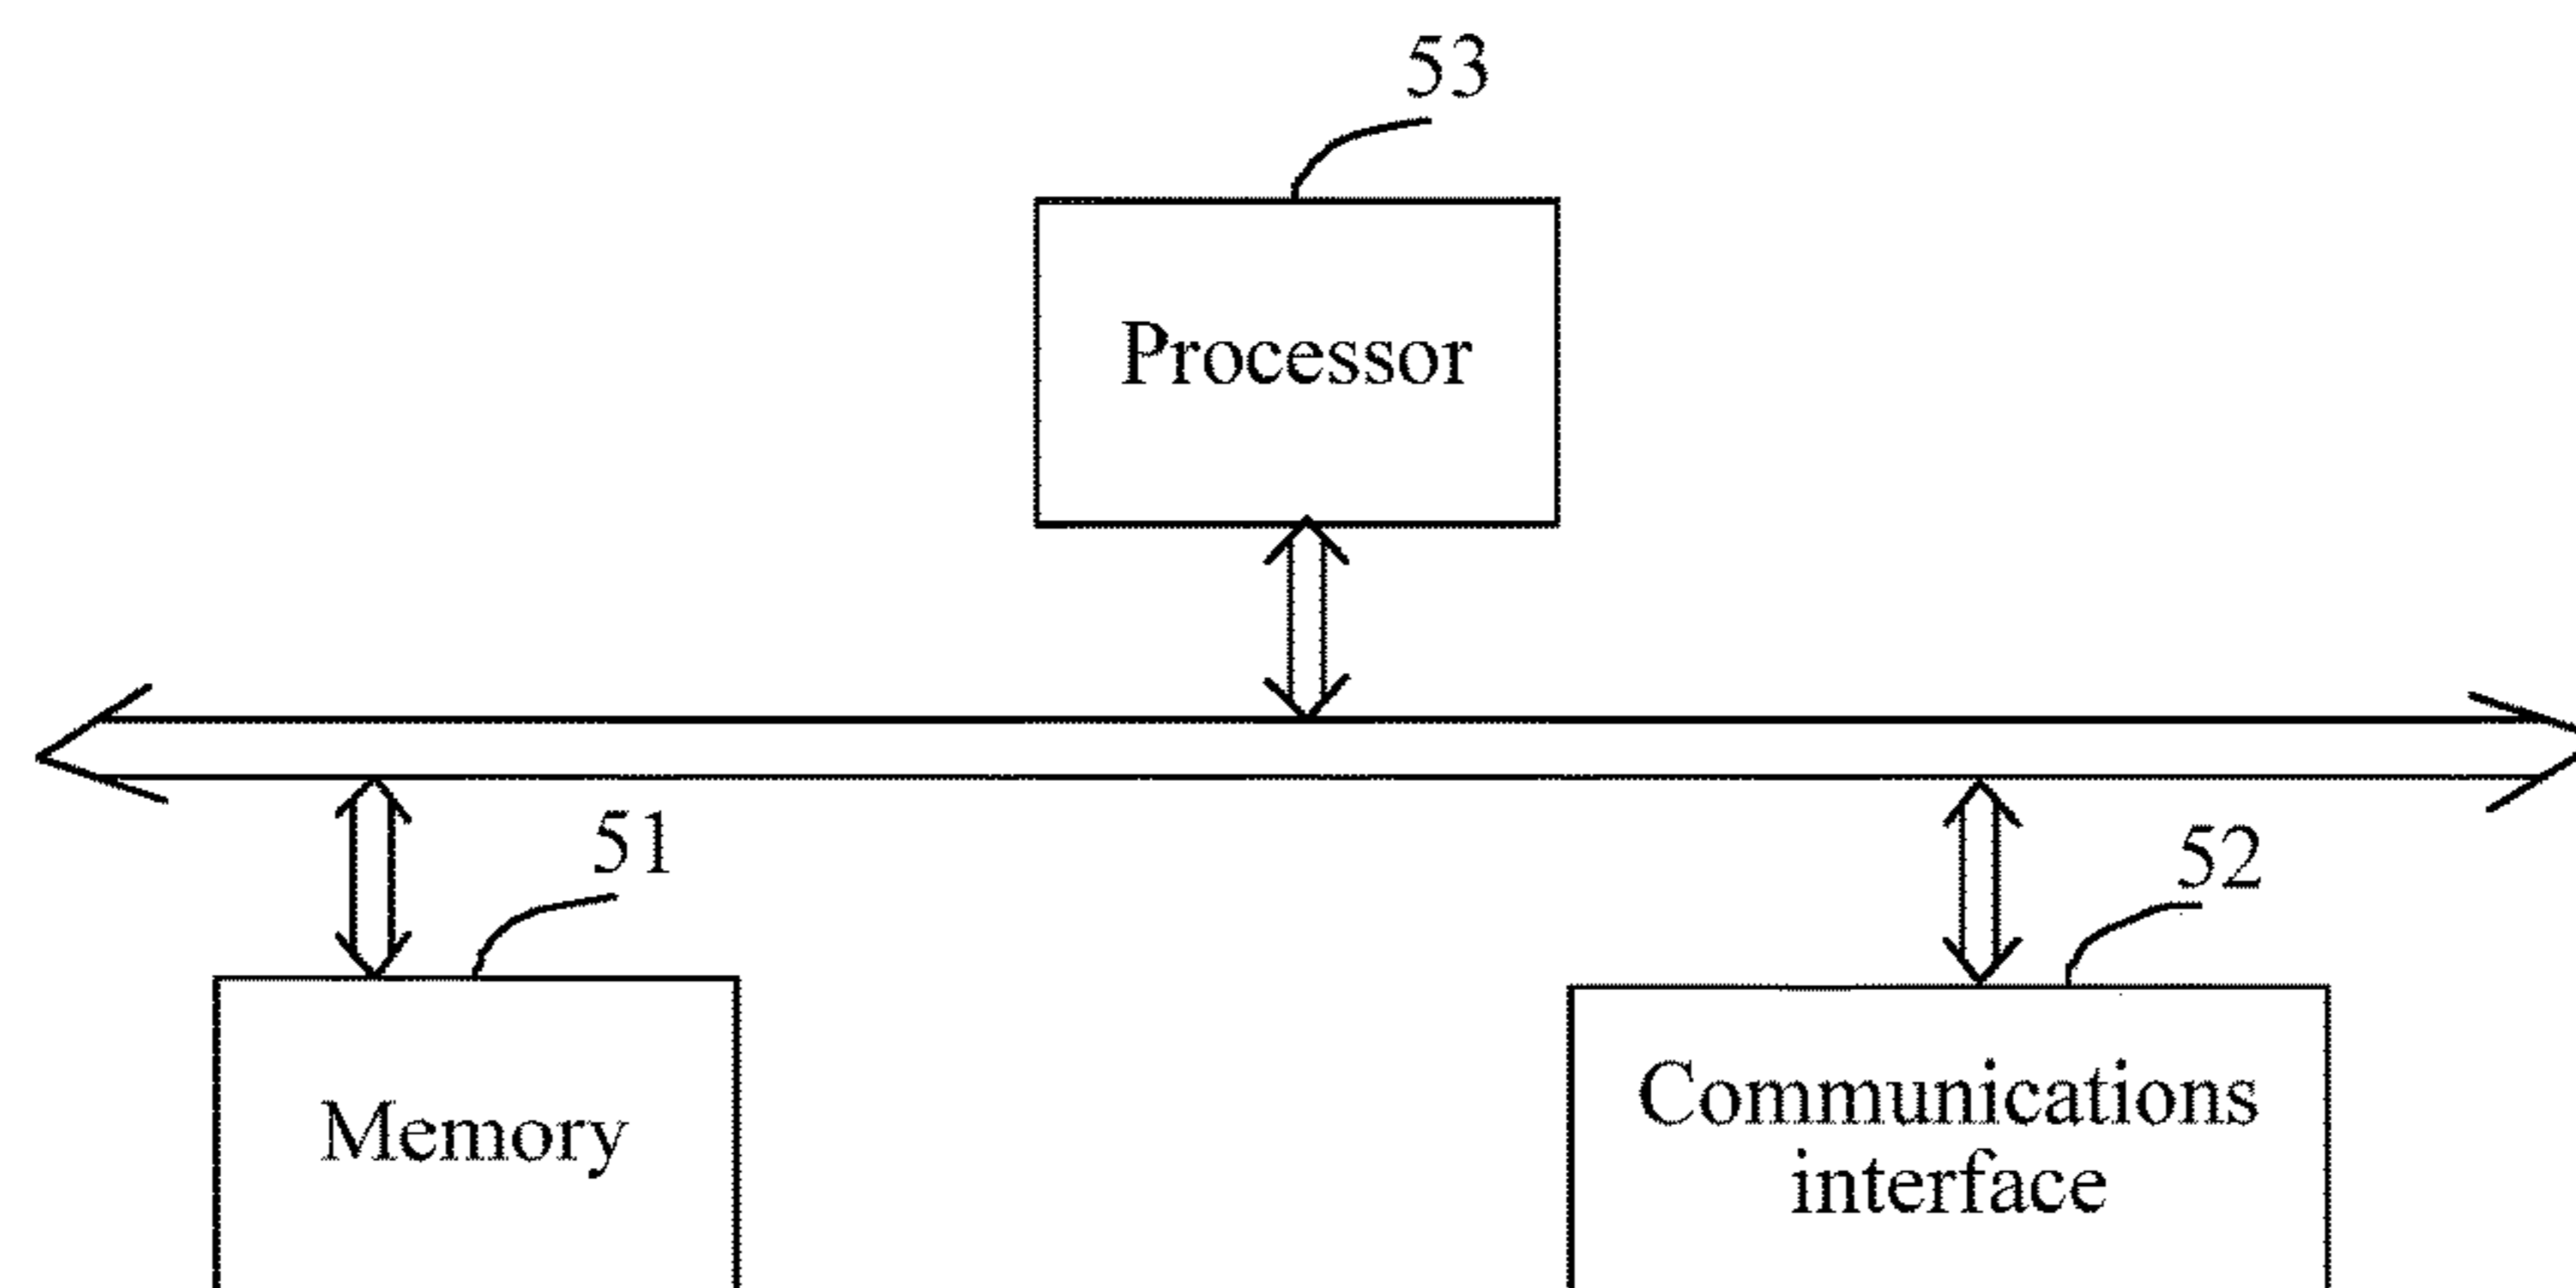 53
Processor
51
52
Memory
Communications
interface